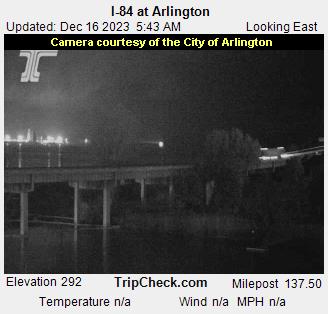 I-84 at Arlington
Updated: Dec 16 2023 5:43 AM Looking East
Camera courtesy of the City of Arlington
Elevation 292 TripCheck.com Milepost 137.50
Temperature n/a Wind n/a MPH n/a